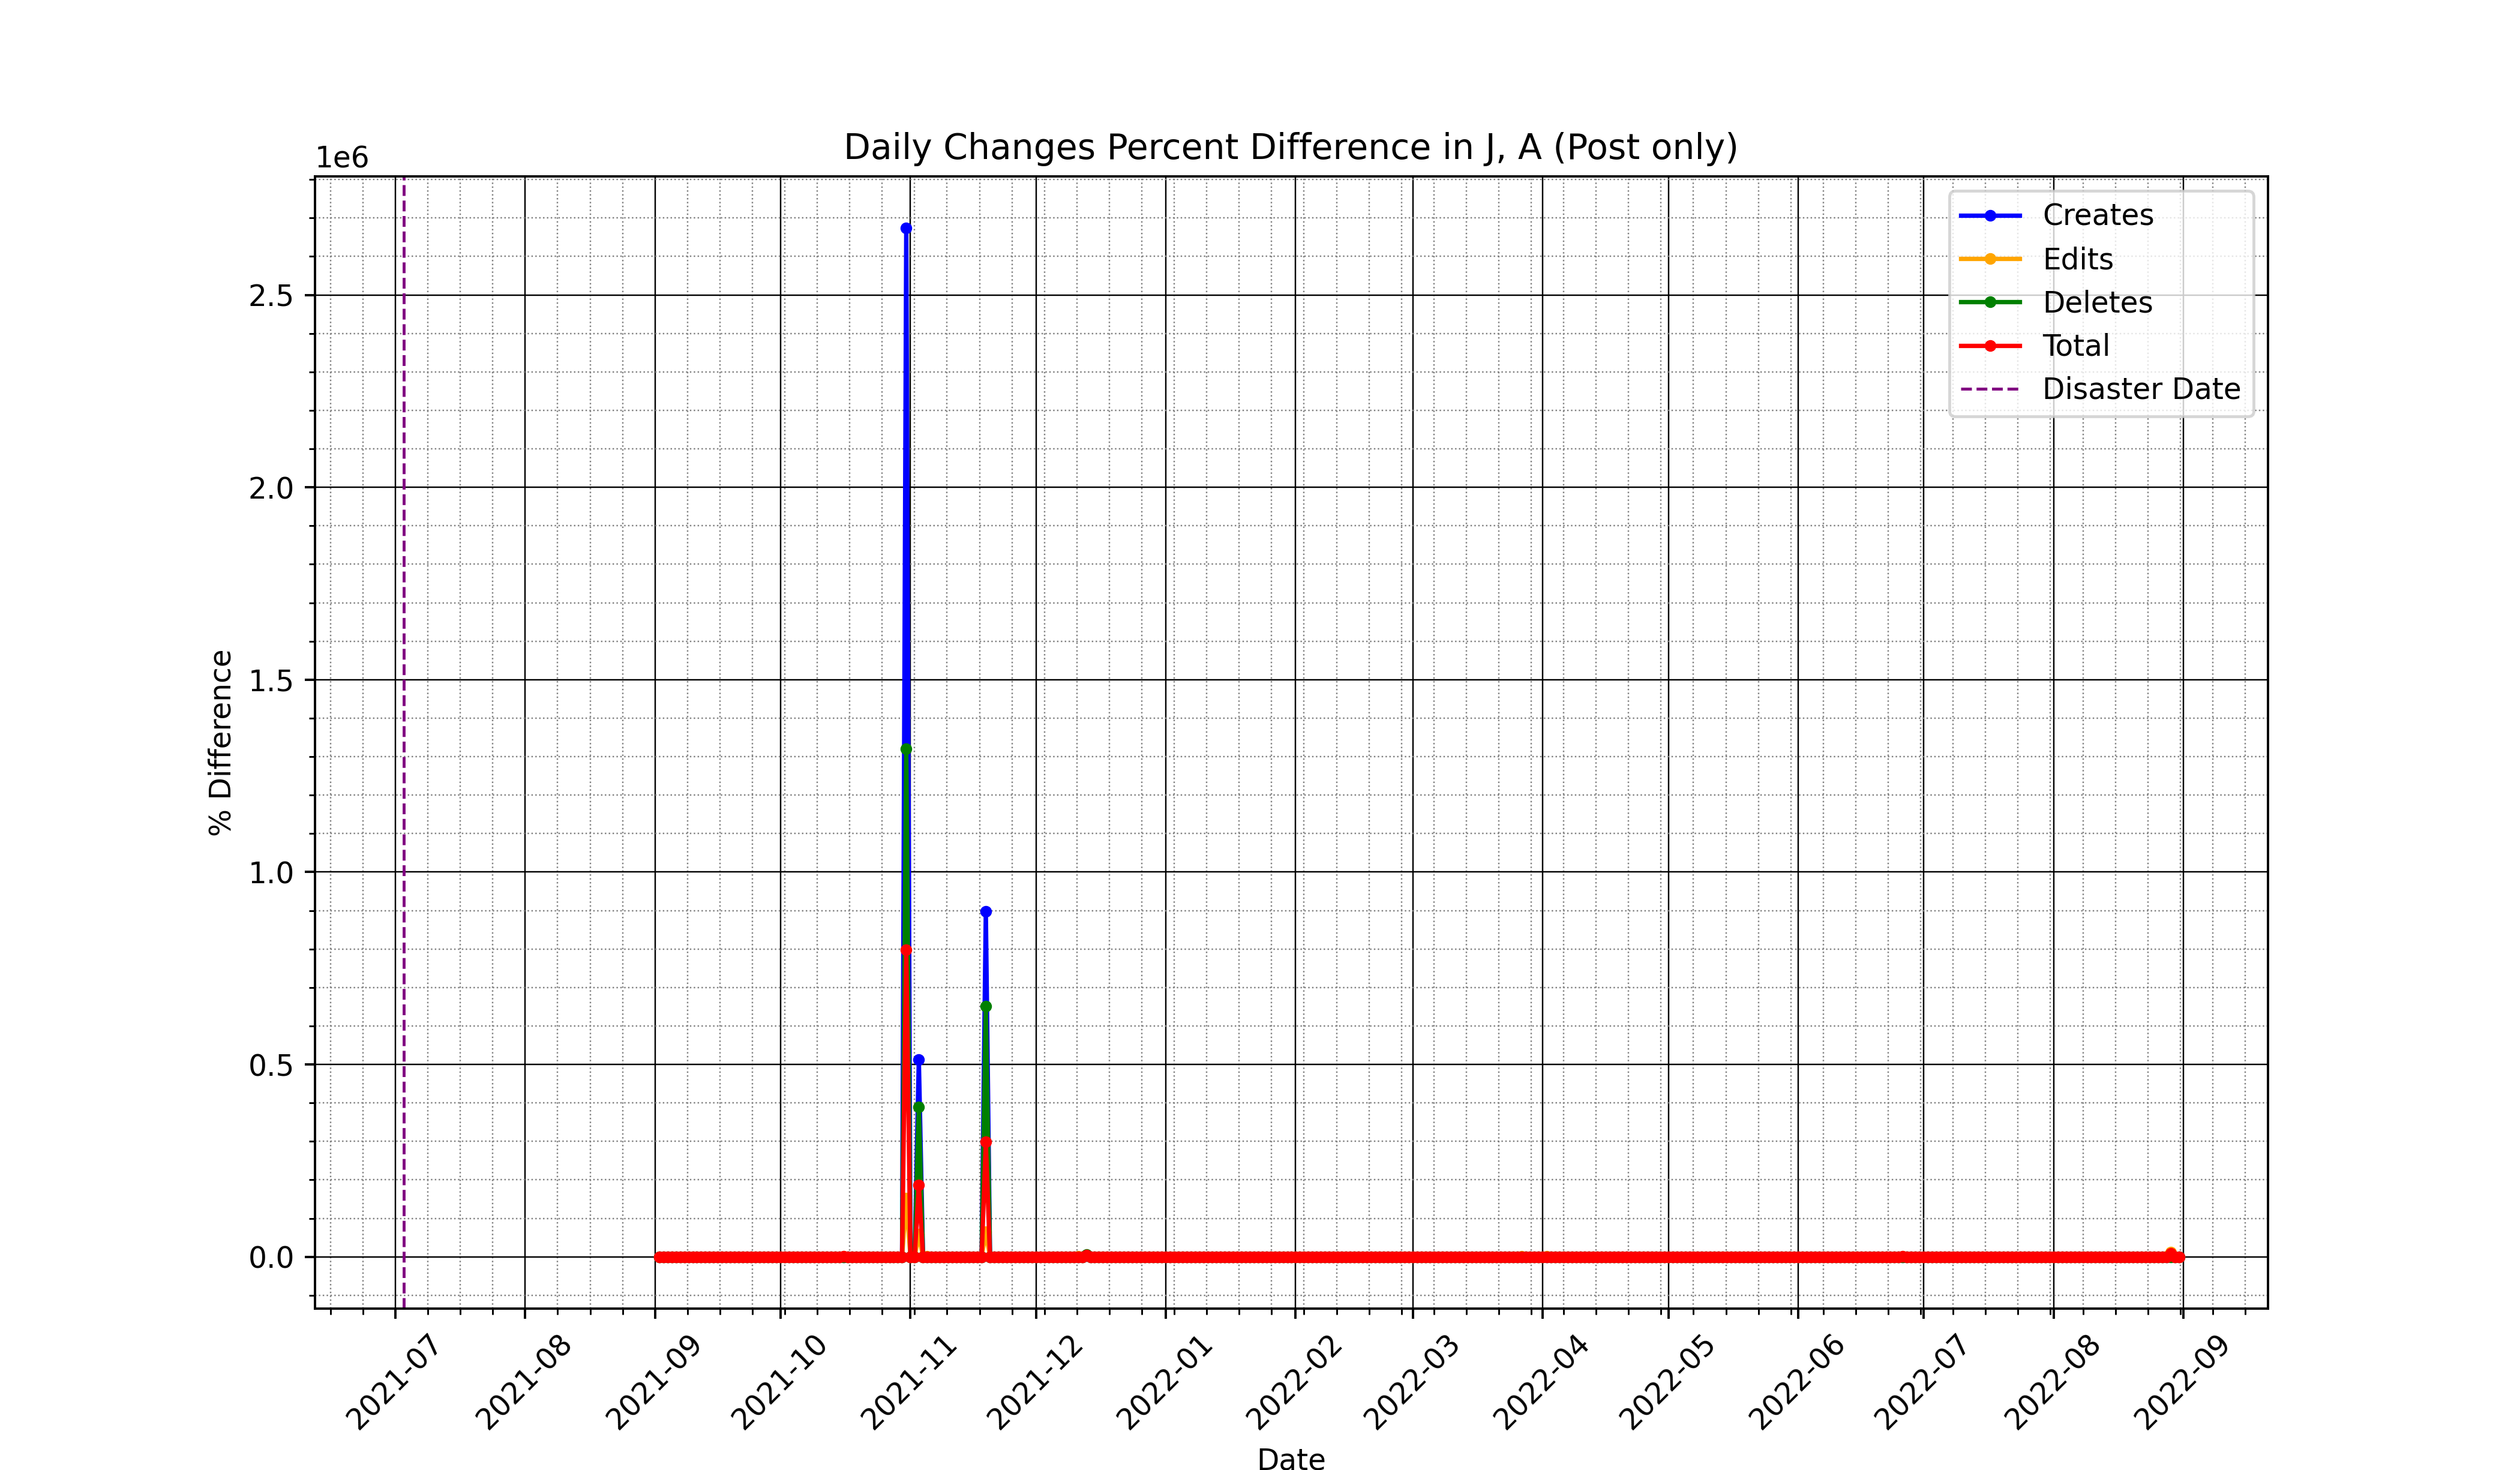 Daily Changes Percent Difference in J, A (Post only)
1e6
Creates
Edits
Deletes
Total
Disaster Date
2.5
2.0
1.5
1.0
0.5
0.0
% Difference
2021-07
2021-08
2021-09
2021-10
2021-11
2021-12
2022-01
2022-02
2022-03
2022-04
2022-05
2022-06
2022-07
2022-08
2022-09
Date